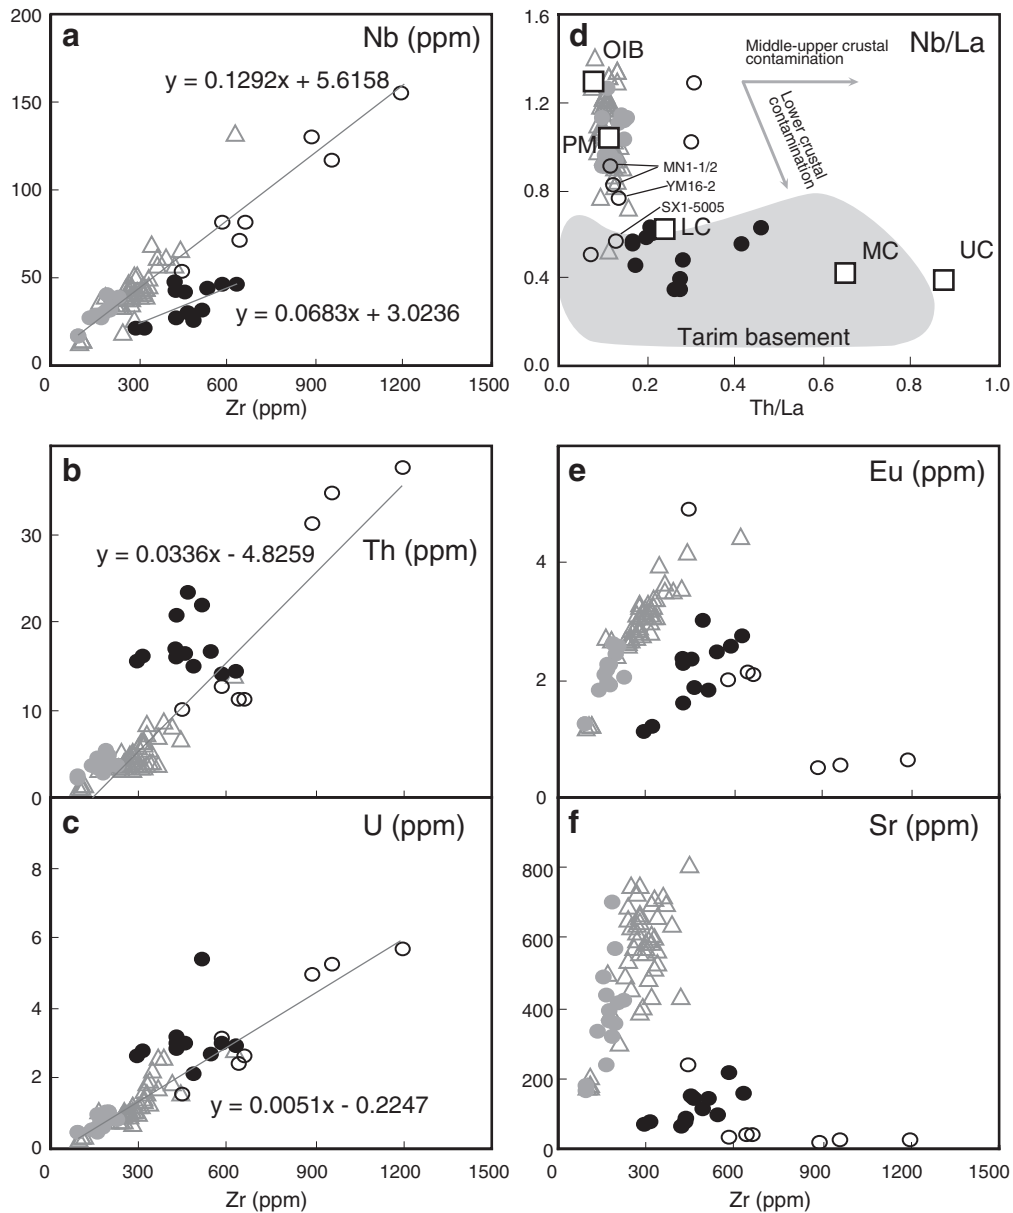 a
Nb (ppm)
y = 0.1292x + 5.6158
y = 0.0683x + 3.0236
200
150
100
50
0
0
300
600
900
1200
1500
Zr (ppm)
d
Nb/La
OIB
PM
Middle-upper crustal
contamination
Lower crustal
contamination
MN1-1/2
YM16-2
SX1-5005
LC
MC
UC
Tarim basement
1.6
1.2
0.8
0.4
0.0
0.0
0.2
0.4
0.6
0.8
1.0
Th/La
b
Th (ppm)
y = 0.0336x - 4.8259
30
20
10
0
e
Eu (ppm)
4
2
0
c
U (ppm)
y = 0.0051x - 0.2247
8
6
4
2
0
0
300
600
900
1200
1500
Zr (ppm)
f
Sr (ppm)
800
600
400
200
0
300
600
900
1200
1500
Zr (ppm)